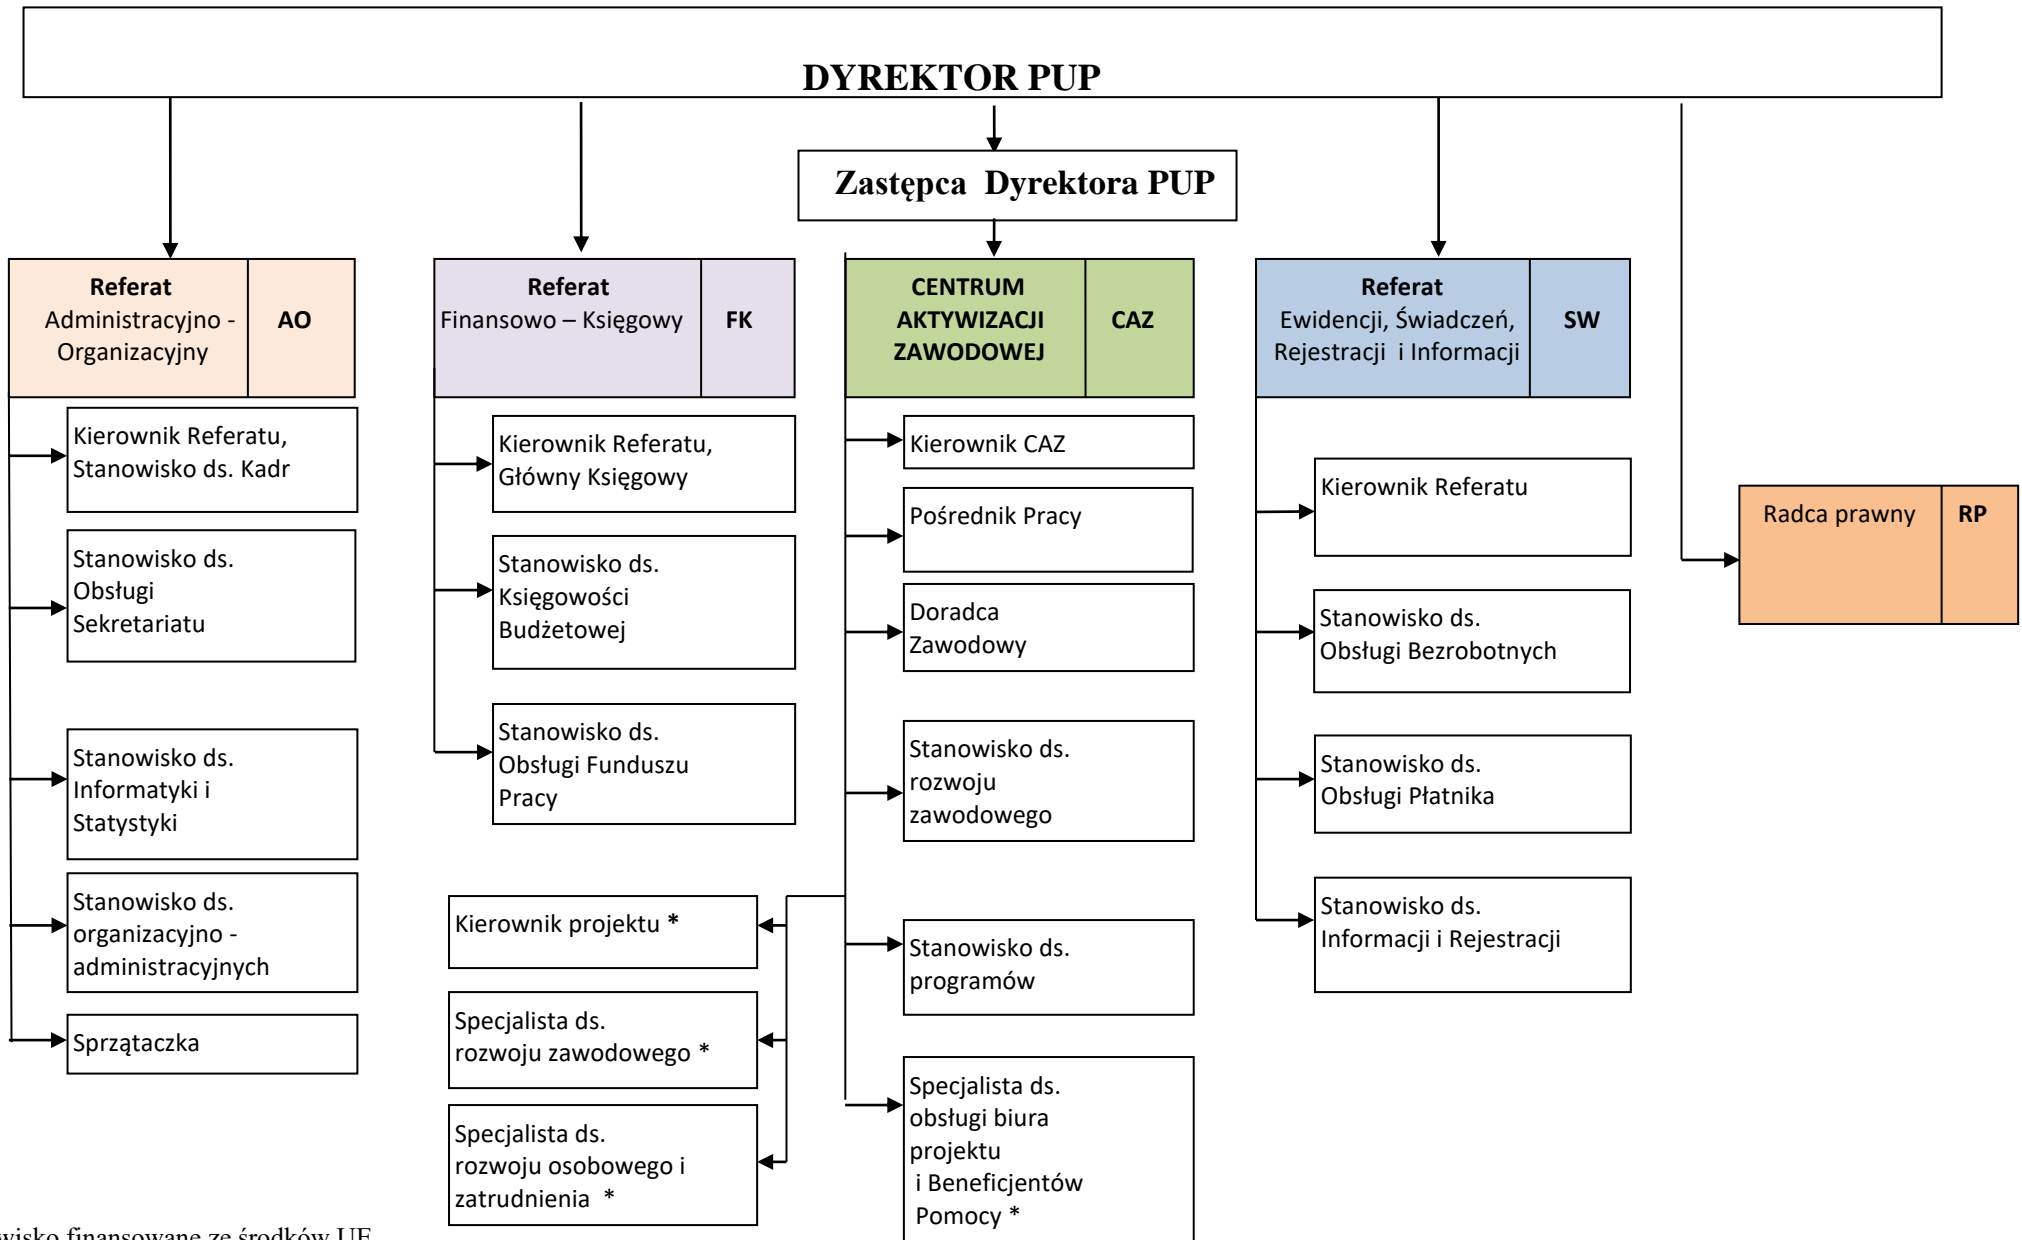 DYREKTOR PUP
Zastępca Dyrektora PUP
Referat
Administracyjno -
Organizacyjny
AO
Referat
Finansowo – Księgowy
FK
CENTRUM
AKTYWIZACJI
ZAWODOWEJ
CAZ
Referat
Ewidencji, Świadczeń,
Rejestracji i Informacji
SW
Radca prawny
RP
Kierownik Referatu,
Stanowisko ds. Kadr
Stanowisko ds.
Obsługi
Sekretariatu
Stanowisko ds.
Informatyki i
Statystyki
Stanowisko ds.
organizacyjno -
administracyjnych
Sprzątaczka
Kierownik Referatu,
Główny Księgowy
Stanowisko ds.
Księgowości
Budżetowej
Stanowisko ds.
Obsługi Funduszu
Pracy
Kierownik projektu *
Specjalista ds.
rozwoju zawodowego *
Specjalista ds.
rozwoju osobowego i
zatrudnienia *
Kierownik CAZ
Pośrednik Pracy
Doradca
Zawodowy
Stanowisko ds.
rozwoju
zawodowego
Stanowisko ds.
programów
Specjalista ds.
obsługi biura
projektu
i Beneficjentów
Pomocy *
Kierownik Referatu
Stanowisko ds.
Obsługi Bezrobotnych
Stanowisko ds.
Obsługi Płatnika
Stanowisko ds.
Informacji i Rejestracji
finansowane ze środków UE